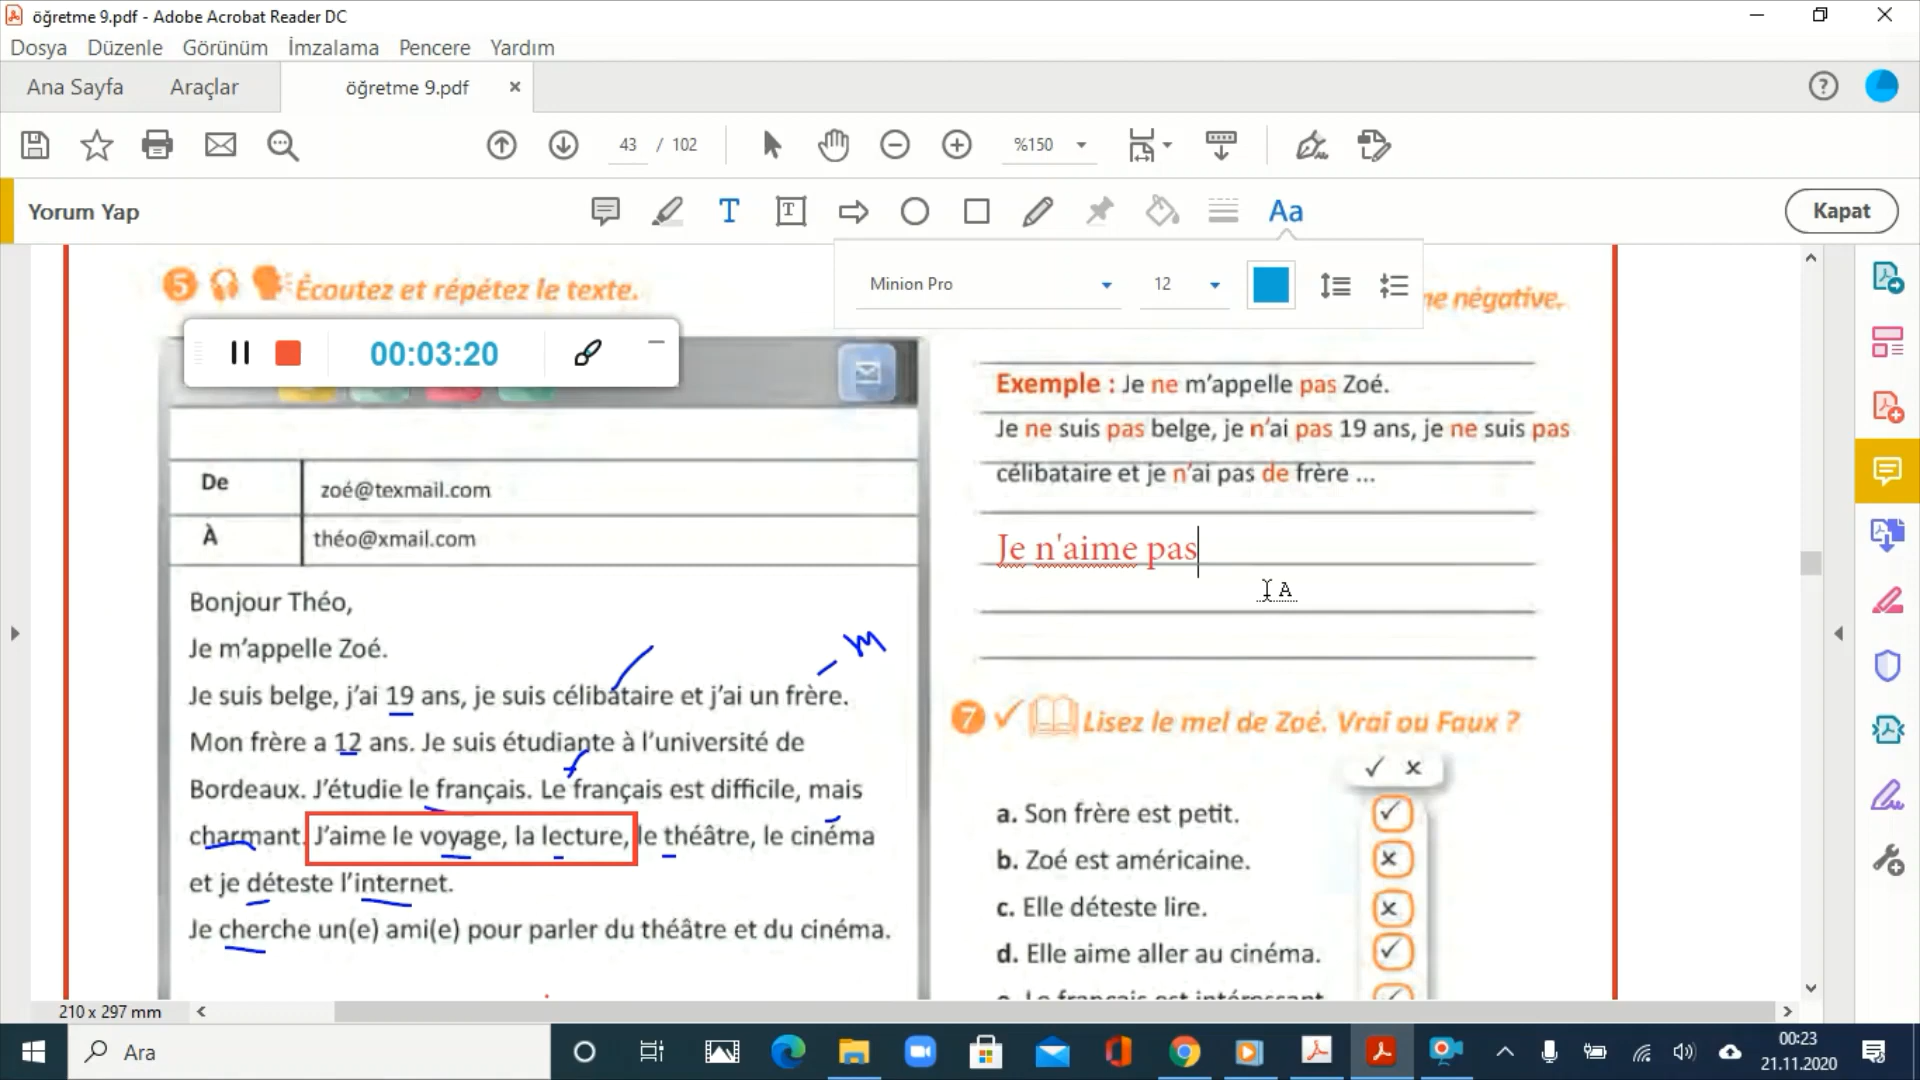 öğretme 9.pdf - Adobe Acrobat Reader DC
Dosya Düzenle Görünüm İmzalama Pencere Yardım
Ana Sayfa Araçlar öğretme 9.pdf ×
43 / 102 %150
Yorum Yap T T Aa Kapat
Minion Pro 12
5 Écoutez et répétez le texte.
ne négative.
00:03:20
De zoé@texmail.com
À théo@xmail.com
Bonjour Théo,
Je m'appelle Zoé.
Je suis belge, j'ai 19 ans, je suis célibataire et j'ai un frère.
Mon frère a 12 ans. Je suis étudiante à l'université de
Bordeaux. J'étudie le français. Le français est difficile, mais
charmant. J'aime le voyage, la lecture, le théâtre, le cinéma
et je déteste l'internet.
Je cherche un(e) ami(e) pour parler du théâtre et du cinéma.
m
Exemple : Je ne m'appelle pas Zoé.
Je ne suis pas belge, je n'ai pas 19 ans, je ne suis pas
célibataire et je n'ai pas de frère ...
Je n'aime pas
A
7 Lisez le mel de Zoé. Vrai ou Faux ?
✓ ×
a. Son frère est petit. ✓
b. Zoé est américaine. ×
c. Elle déteste lire. ×
d. Elle aime aller au cinéma. ✓
e. Le français est intéressant
210 x 297 mm
Ara
00:23
21.11.2020